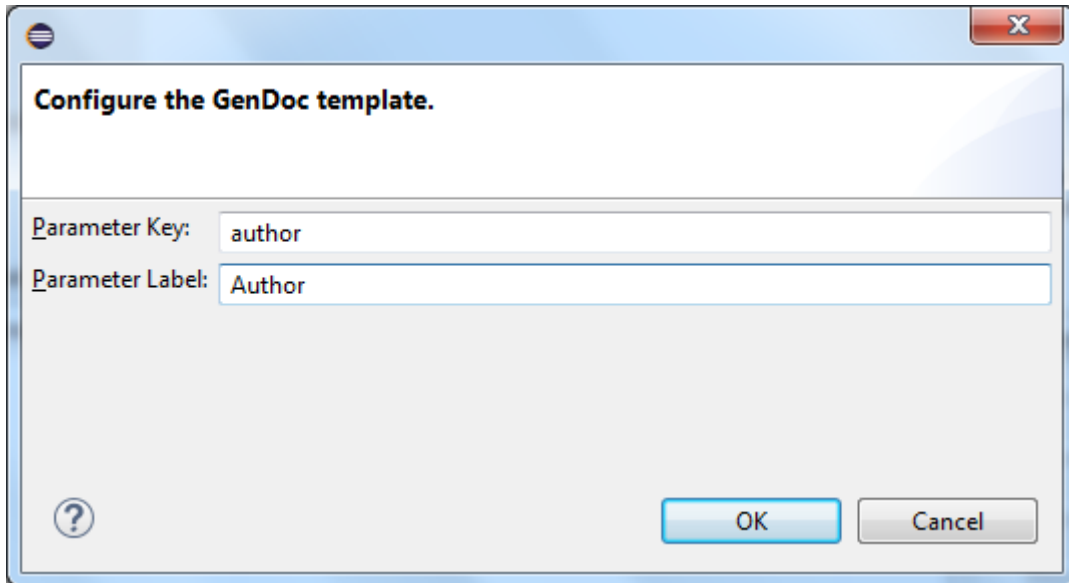 Configure the GenDoc template.
Parameter Key: author
Parameter Label: Author
? OK Cancel